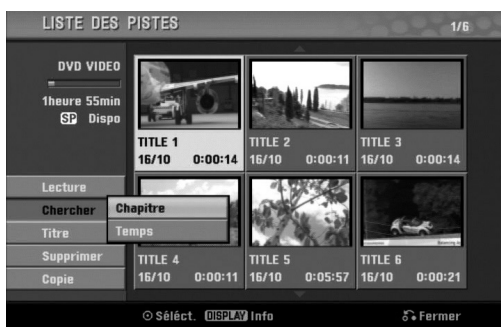 LISTE DES PISTES
1/6
DVD VIDEO
1heure 55min
SP Dispo
TITLE 1
16/10 0:00:14
TITLE 2
16/10 0:00:11
TITLE 3
16/10 0:00:14
Lecture
Chercher
Titre
Supprimer
Copie
Chapitre
Temps
TITLE 4
16/10 0:00:11
TITLE 5
16/10 0:05:57
TITLE 6
16/10 0:00:21
Séléct. DISPLAY Info
Fermer